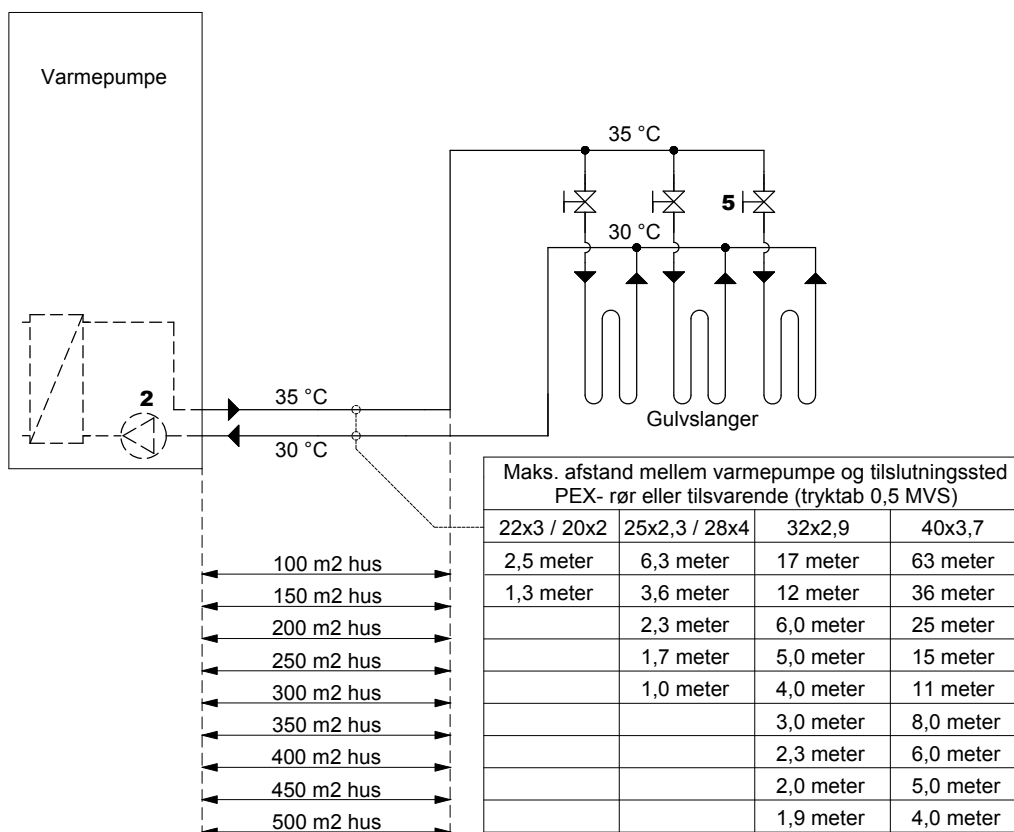 Varmepumpe
35 °C
5
30 °C
Gulvslanger
2
35 °C
30 °C
Maks. afstand mellem varmepumpe og tilslutningssted
PEX- rør eller tilsvarende (tryktab 0,5 MVS)
22x3 / 20x2 25x2,3 / 28x4 32x2,9 40x3,7
100 m2 hus 2,5 meter 6,3 meter 17 meter 63 meter
150 m2 hus 1,3 meter 3,6 meter 12 meter 36 meter
200 m2 hus 2,3 meter 6,0 meter 25 meter
250 m2 hus 1,7 meter 5,0 meter 15 meter
300 m2 hus 1,0 meter 4,0 meter 11 meter
350 m2 hus 3,0 meter 8,0 meter
400 m2 hus 2,3 meter 6,0 meter
450 m2 hus 2,0 meter 5,0 meter
500 m2 hus 1,9 meter 4,0 meter